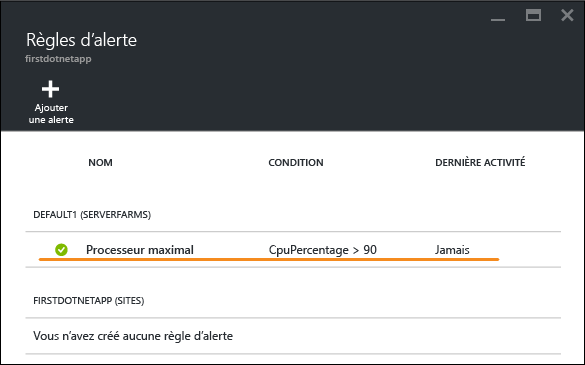 Règles d’alerte
firstdotnetapp
Ajouter
une alerte
NOM CONDITION DERNIÈRE ACTIVITÉ
DEFAULT1 (SERVERFARMS)
Processeur maximal CpuPercentage > 90 Jamais
FIRSTDOTNETAPP (SITES)
Vous n’avez créé aucune règle d’alerte